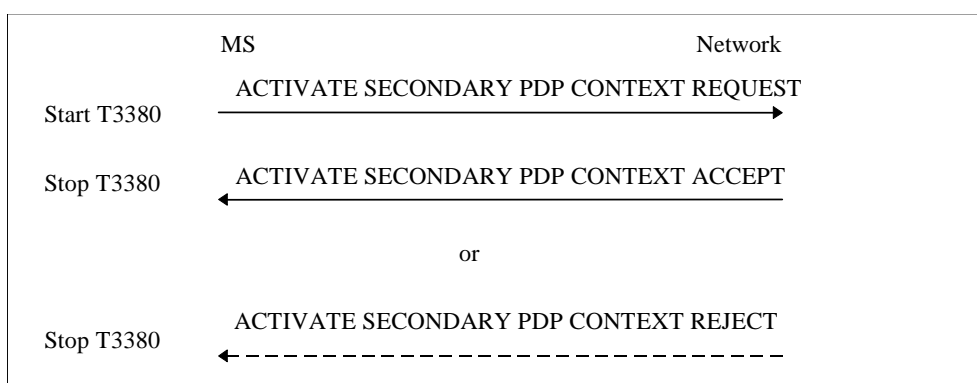 MS Network
ACTIVATE SECONDARY PDP CONTEXT REQUEST
Start T3380
ACTIVATE SECONDARY PDP CONTEXT ACCEPT
Stop T3380
or
ACTIVATE SECONDARY PDP CONTEXT REJECT
Stop T3380